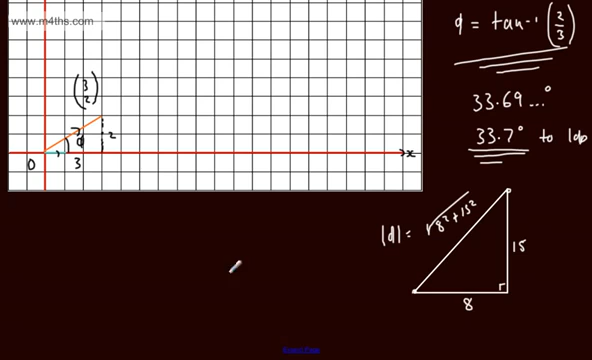 www.m4ths.com
φ = tan⁻¹ (2/3)
33.69...°
33.7° to 1dp
(3 2)
φ
2
O
3
x
|d| = √8²+15²
15
8